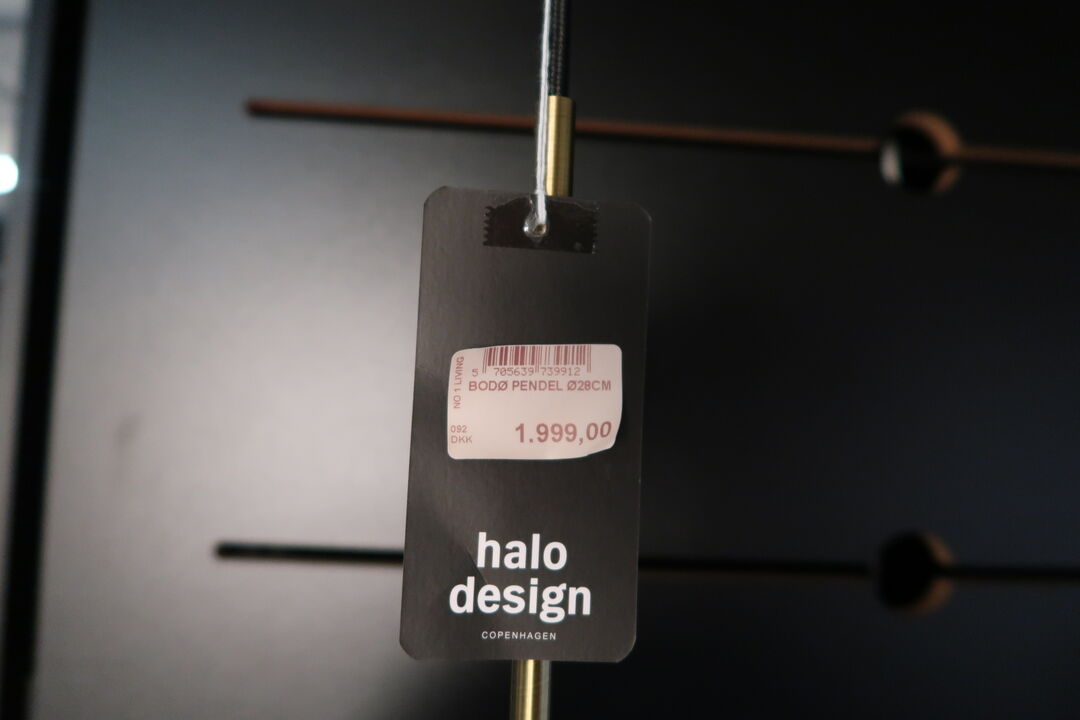 NO 1 LIVING
5 705639 739912
BODØ PENDEL Ø28CM
092
DKK
1.999,00
halo
design
COPENHAGEN